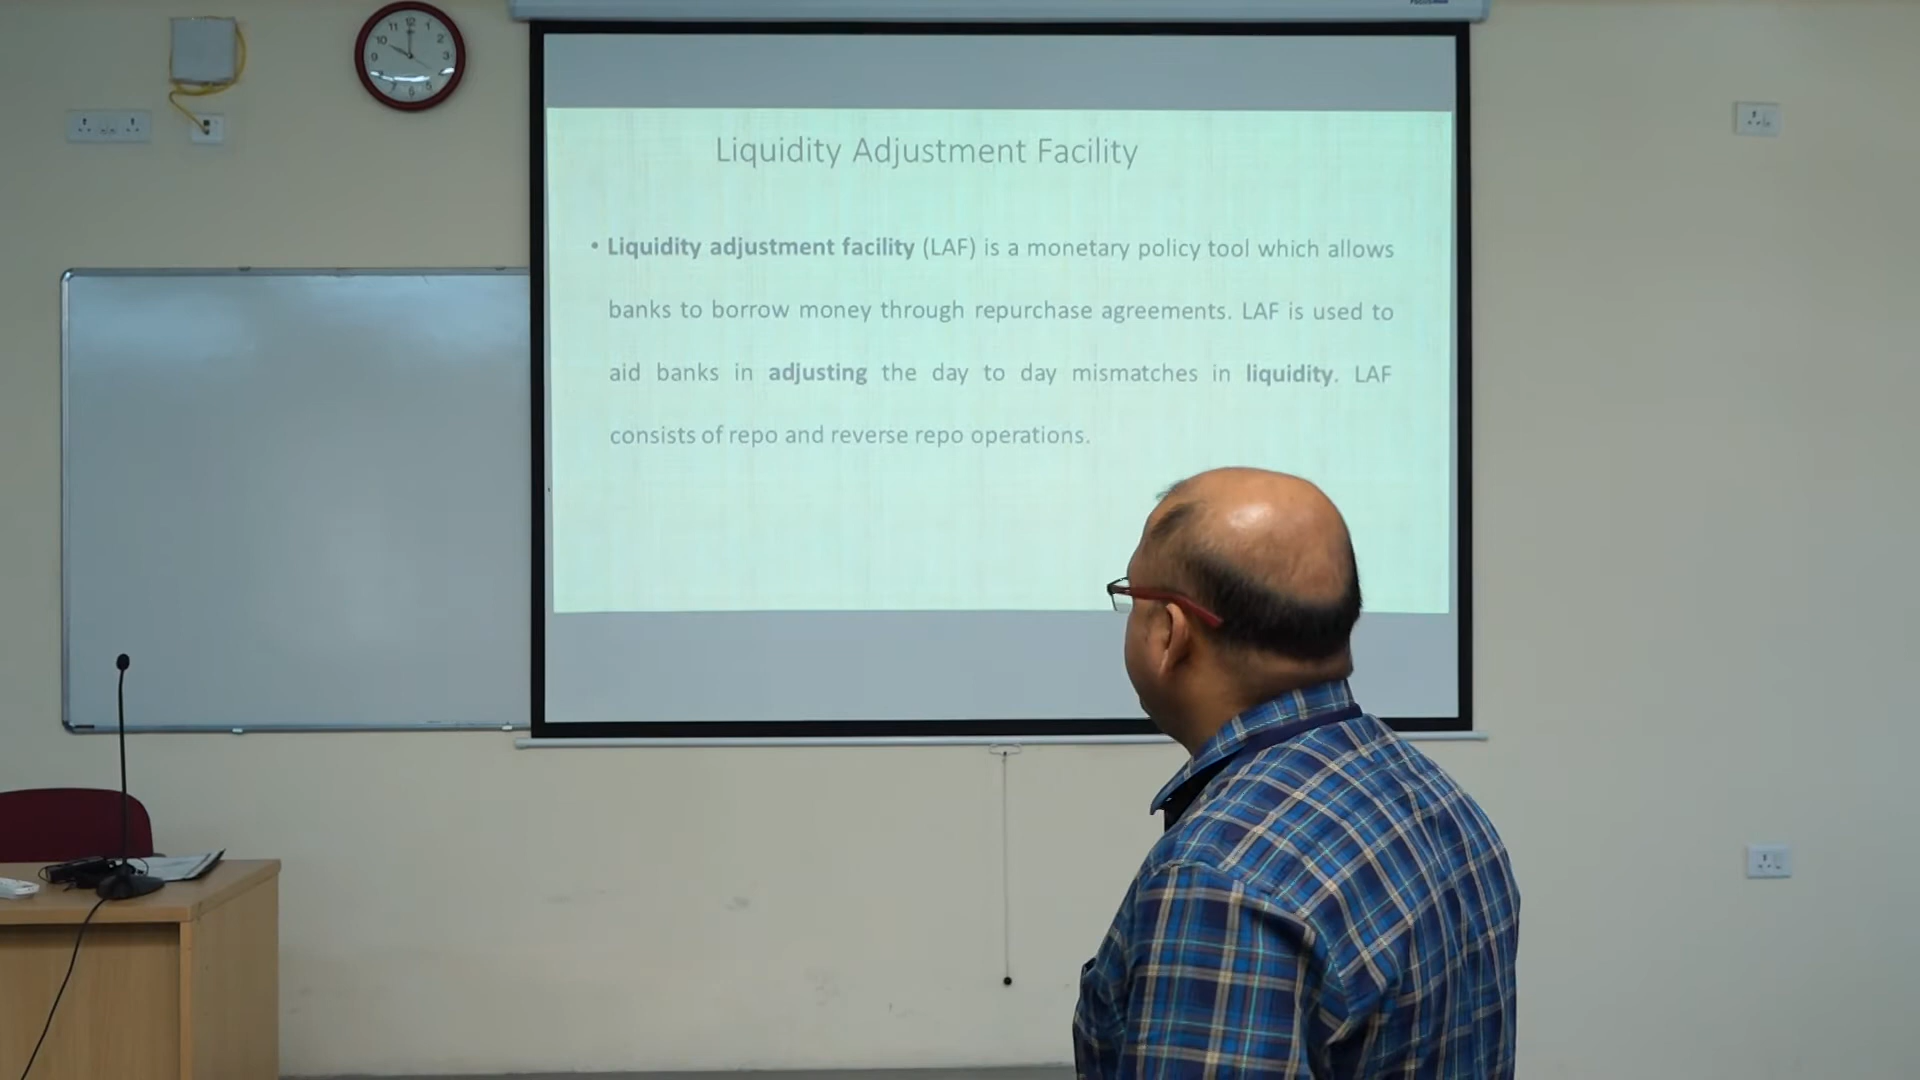 Liquidity Adjustment Facility
• Liquidity adjustment facility (LAF) is a monetary policy tool which allows
banks to borrow money through repurchase agreements. LAF is used to
aid banks in adjusting the day to day mismatches in liquidity. LAF
consists of repo and reverse repo operations.